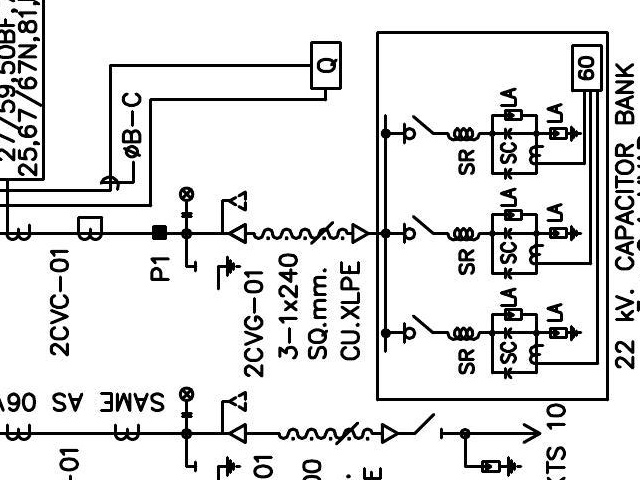 27/59,50BF,
25,67/67N,81,
Q
øB-C
P1
2CVC-01
2CVG-01
3-1x240
SQ.mm.
CU.XLPE
60
LA
LA
SR
SC
LA
LA
SR
SC
LA
LA
SR
SC
22 kV. CAPACITOR BANK
SAME AS 06V
-01
01
00
E
KTS 10